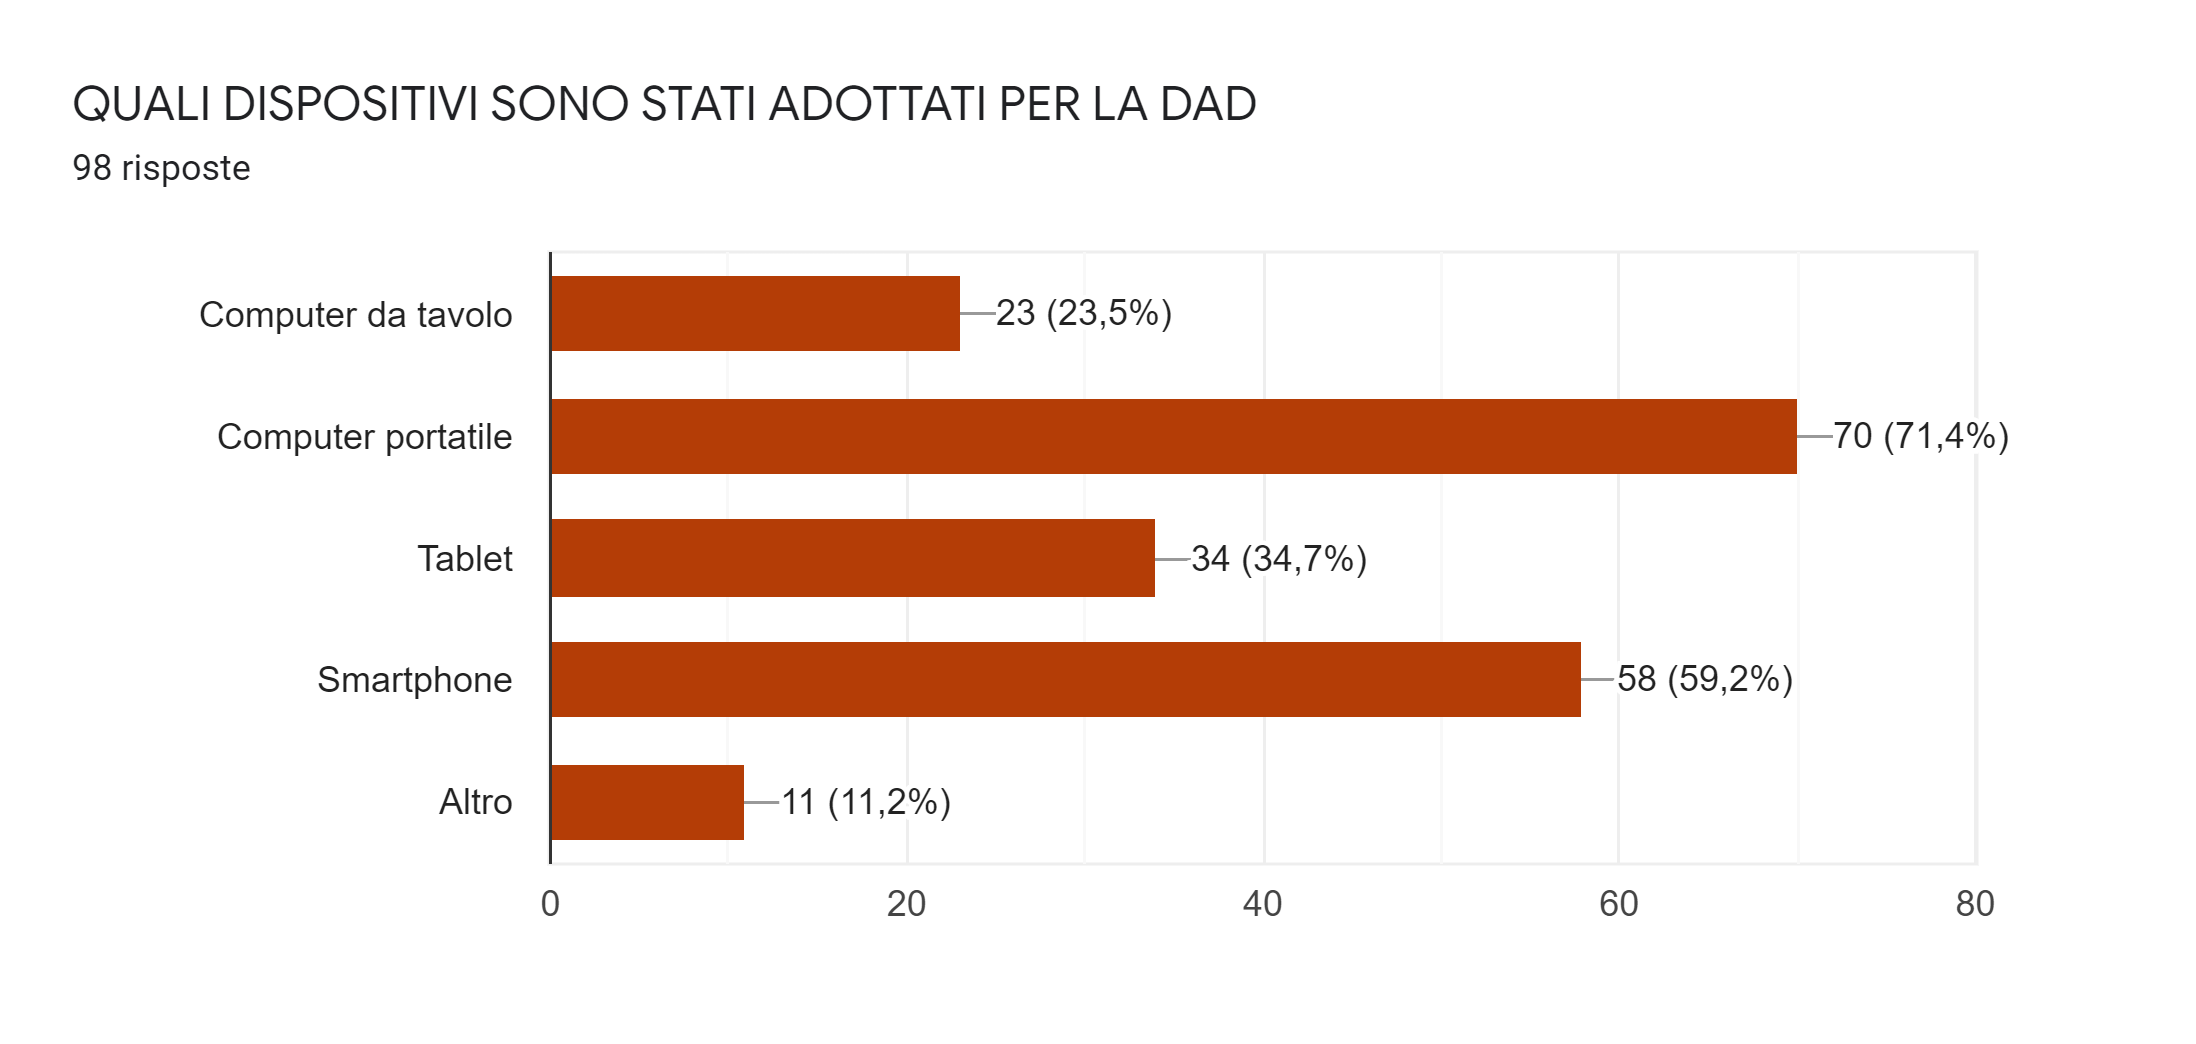 QUALI DISPOSITIVI SONO STATI ADOTTATI PER LA DAD
98 risposte
Computer da tavolo 23 (23,5%)
Computer portatile 70 (71,4%)
Tablet 34 (34,7%)
Smartphone 58 (59,2%)
Altro 11 (11,2%)
0 20 40 60 80